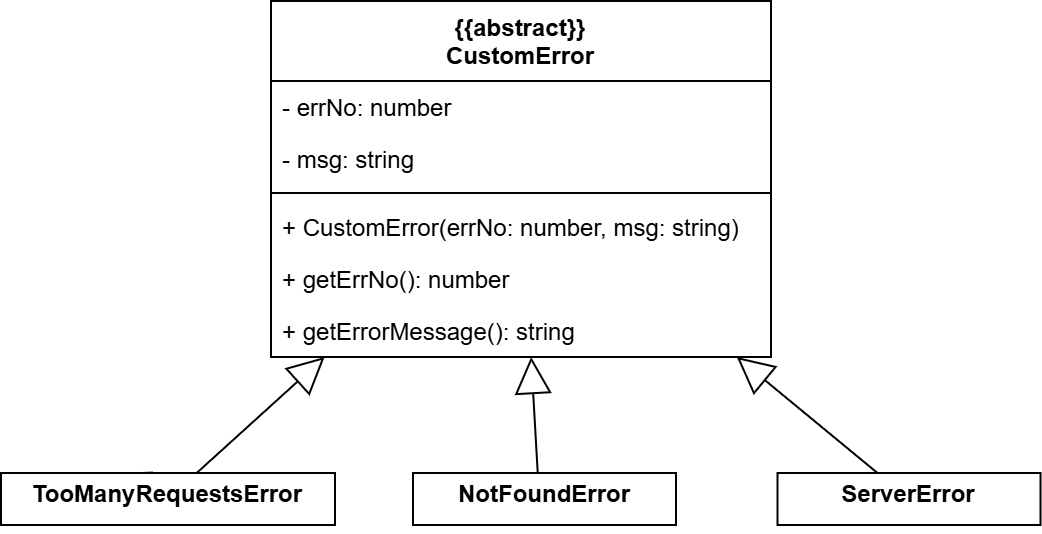 {{abstract}}
CustomError
- errNo: number
- msg: string
+ CustomError(errNo: number, msg: string)
+ getErrNo(): number
+ getErrorMessage(): string
TooManyRequestsError
NotFoundError
ServerError